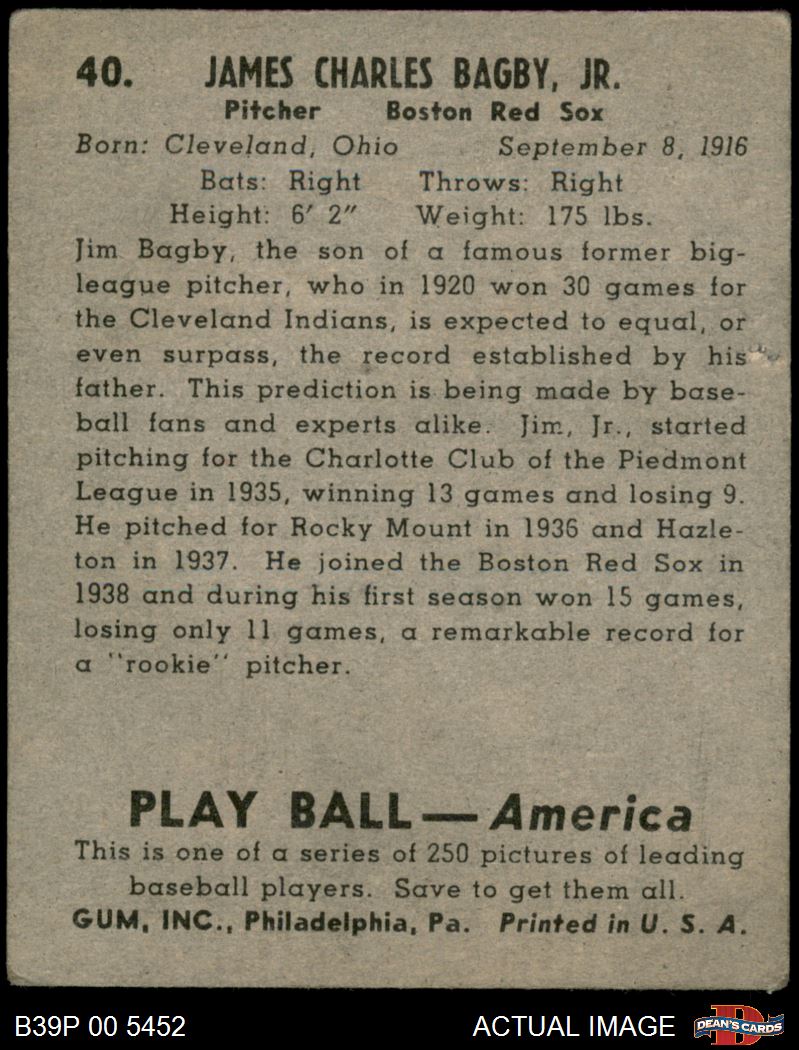 40. JAMES CHARLES BAGBY, JR.
Pitcher Boston Red Sox
Born: Cleveland, Ohio September 8, 1916
Bats: Right Throws: Right
Height: 6' 2" Weight: 175 lbs.
Jim Bagby, the son of a famous former big-
league pitcher, who in 1920 won 30 games for
the Cleveland Indians, is expected to equal, or
even surpass, the record established by his
father. This prediction is being made by base-
ball fans and experts alike. Jim, Jr., started
pitching for the Charlotte Club of the Piedmont
League in 1935, winning 13 games and losing 9.
He pitched for Rocky Mount in 1936 and Hazle-
ton in 1937. He joined the Boston Red Sox in
1938 and during his first season won 15 games,
losing only 11 games, a remarkable record for
a "rookie" pitcher.
PLAY BALL—America
This is one of a series of 250 pictures of leading
baseball players. Save to get them all.
GUM, INC., Philadelphia, Pa. Printed in U. S. A.
B39P 00 5452 ACTUAL IMAGE DEAN'S CARDS